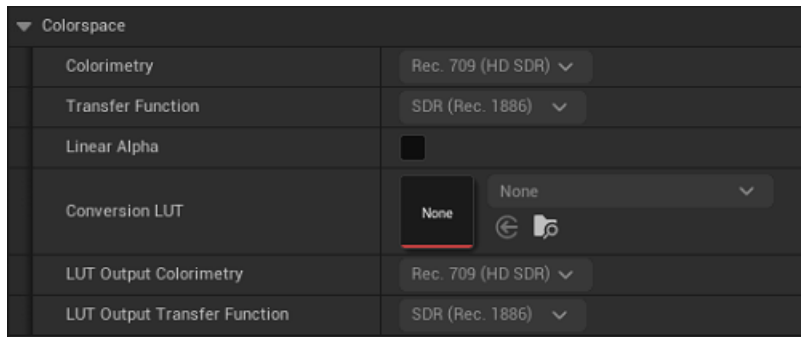 Colorspace
Colorimetry Rec. 709 (HD SDR)
Transfer Function SDR (Rec. 1886)
Linear Alpha
None
Conversion LUT None
LUT Output Colorimetry Rec. 709 (HD SDR)
LUT Output Transfer Function SDR (Rec. 1886)